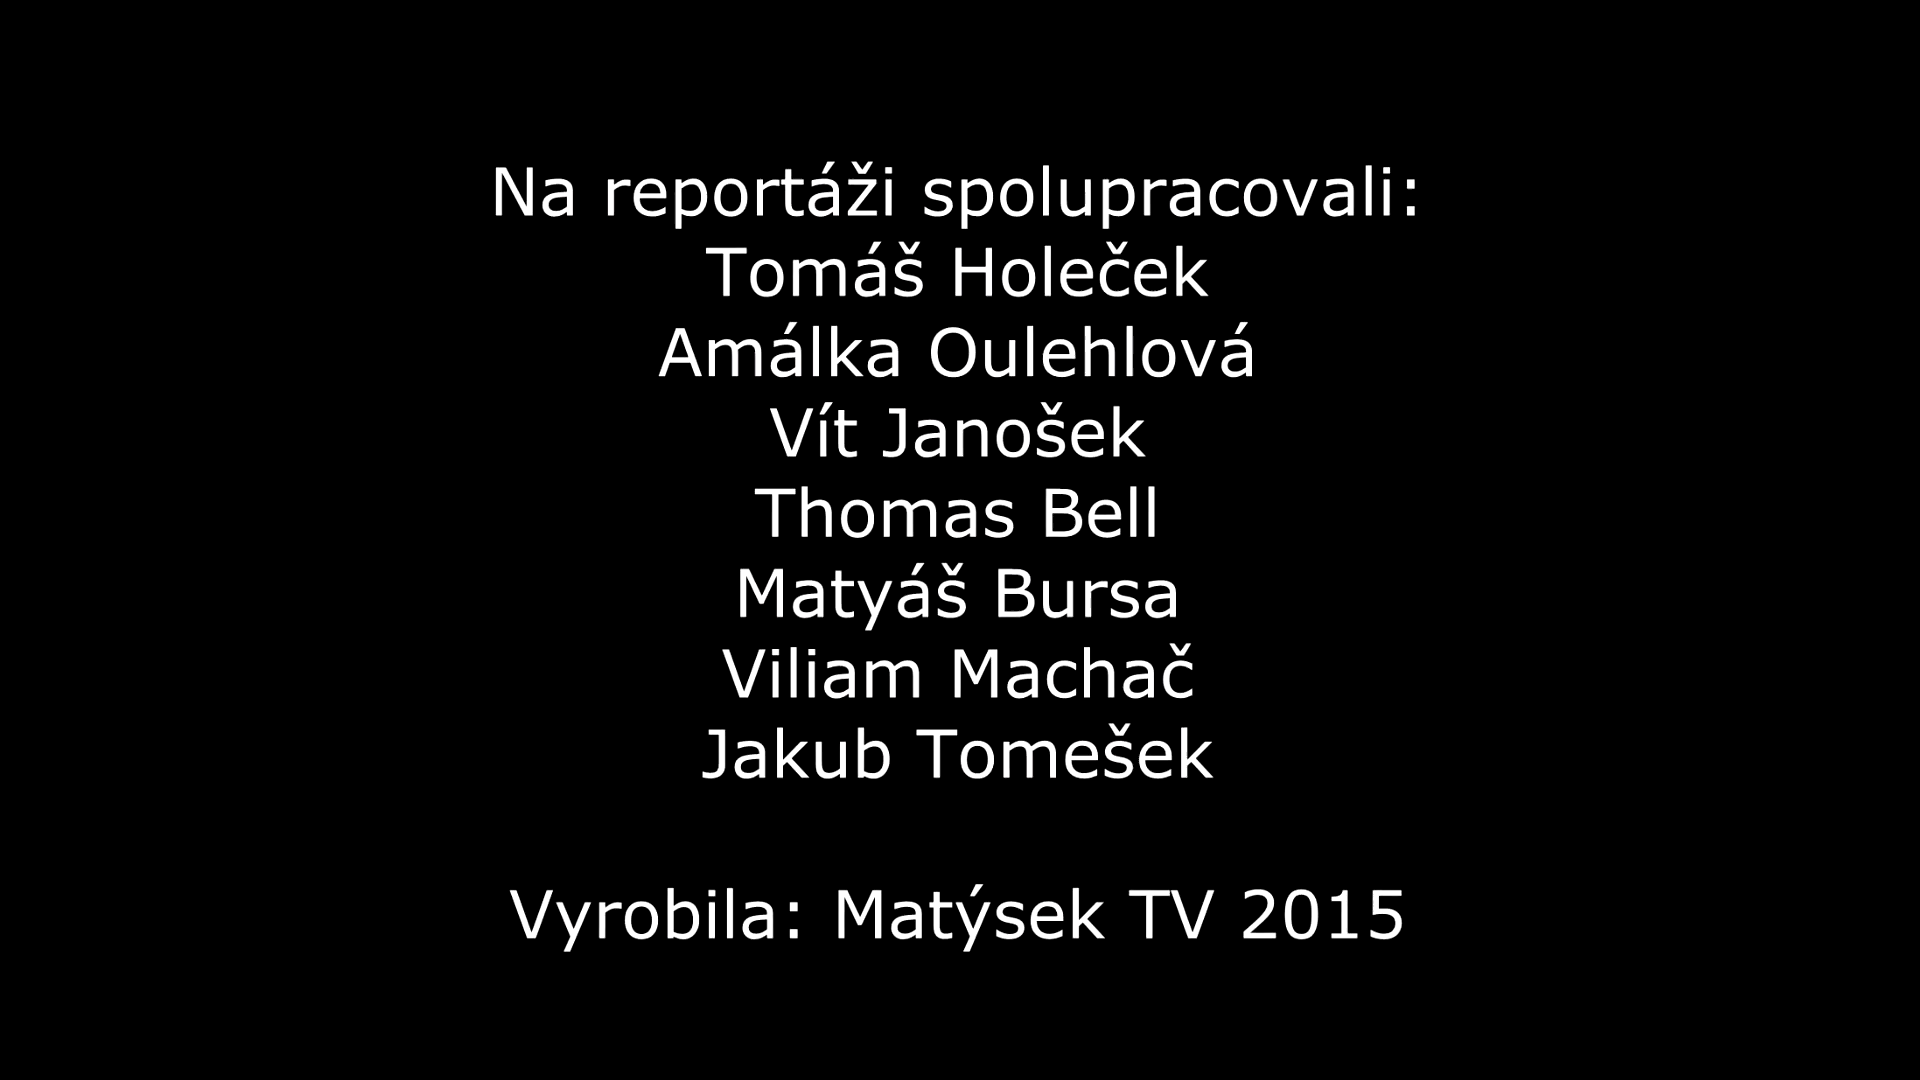 Na reportáži spolupracovali:
Tomáš Holeček
Amálka Oulehlová
Vít Janošek
Thomas Bell
Matyáš Bursa
Viliam Machač
Jakub Tomešek
Vyrobila: Matýsek TV 2015